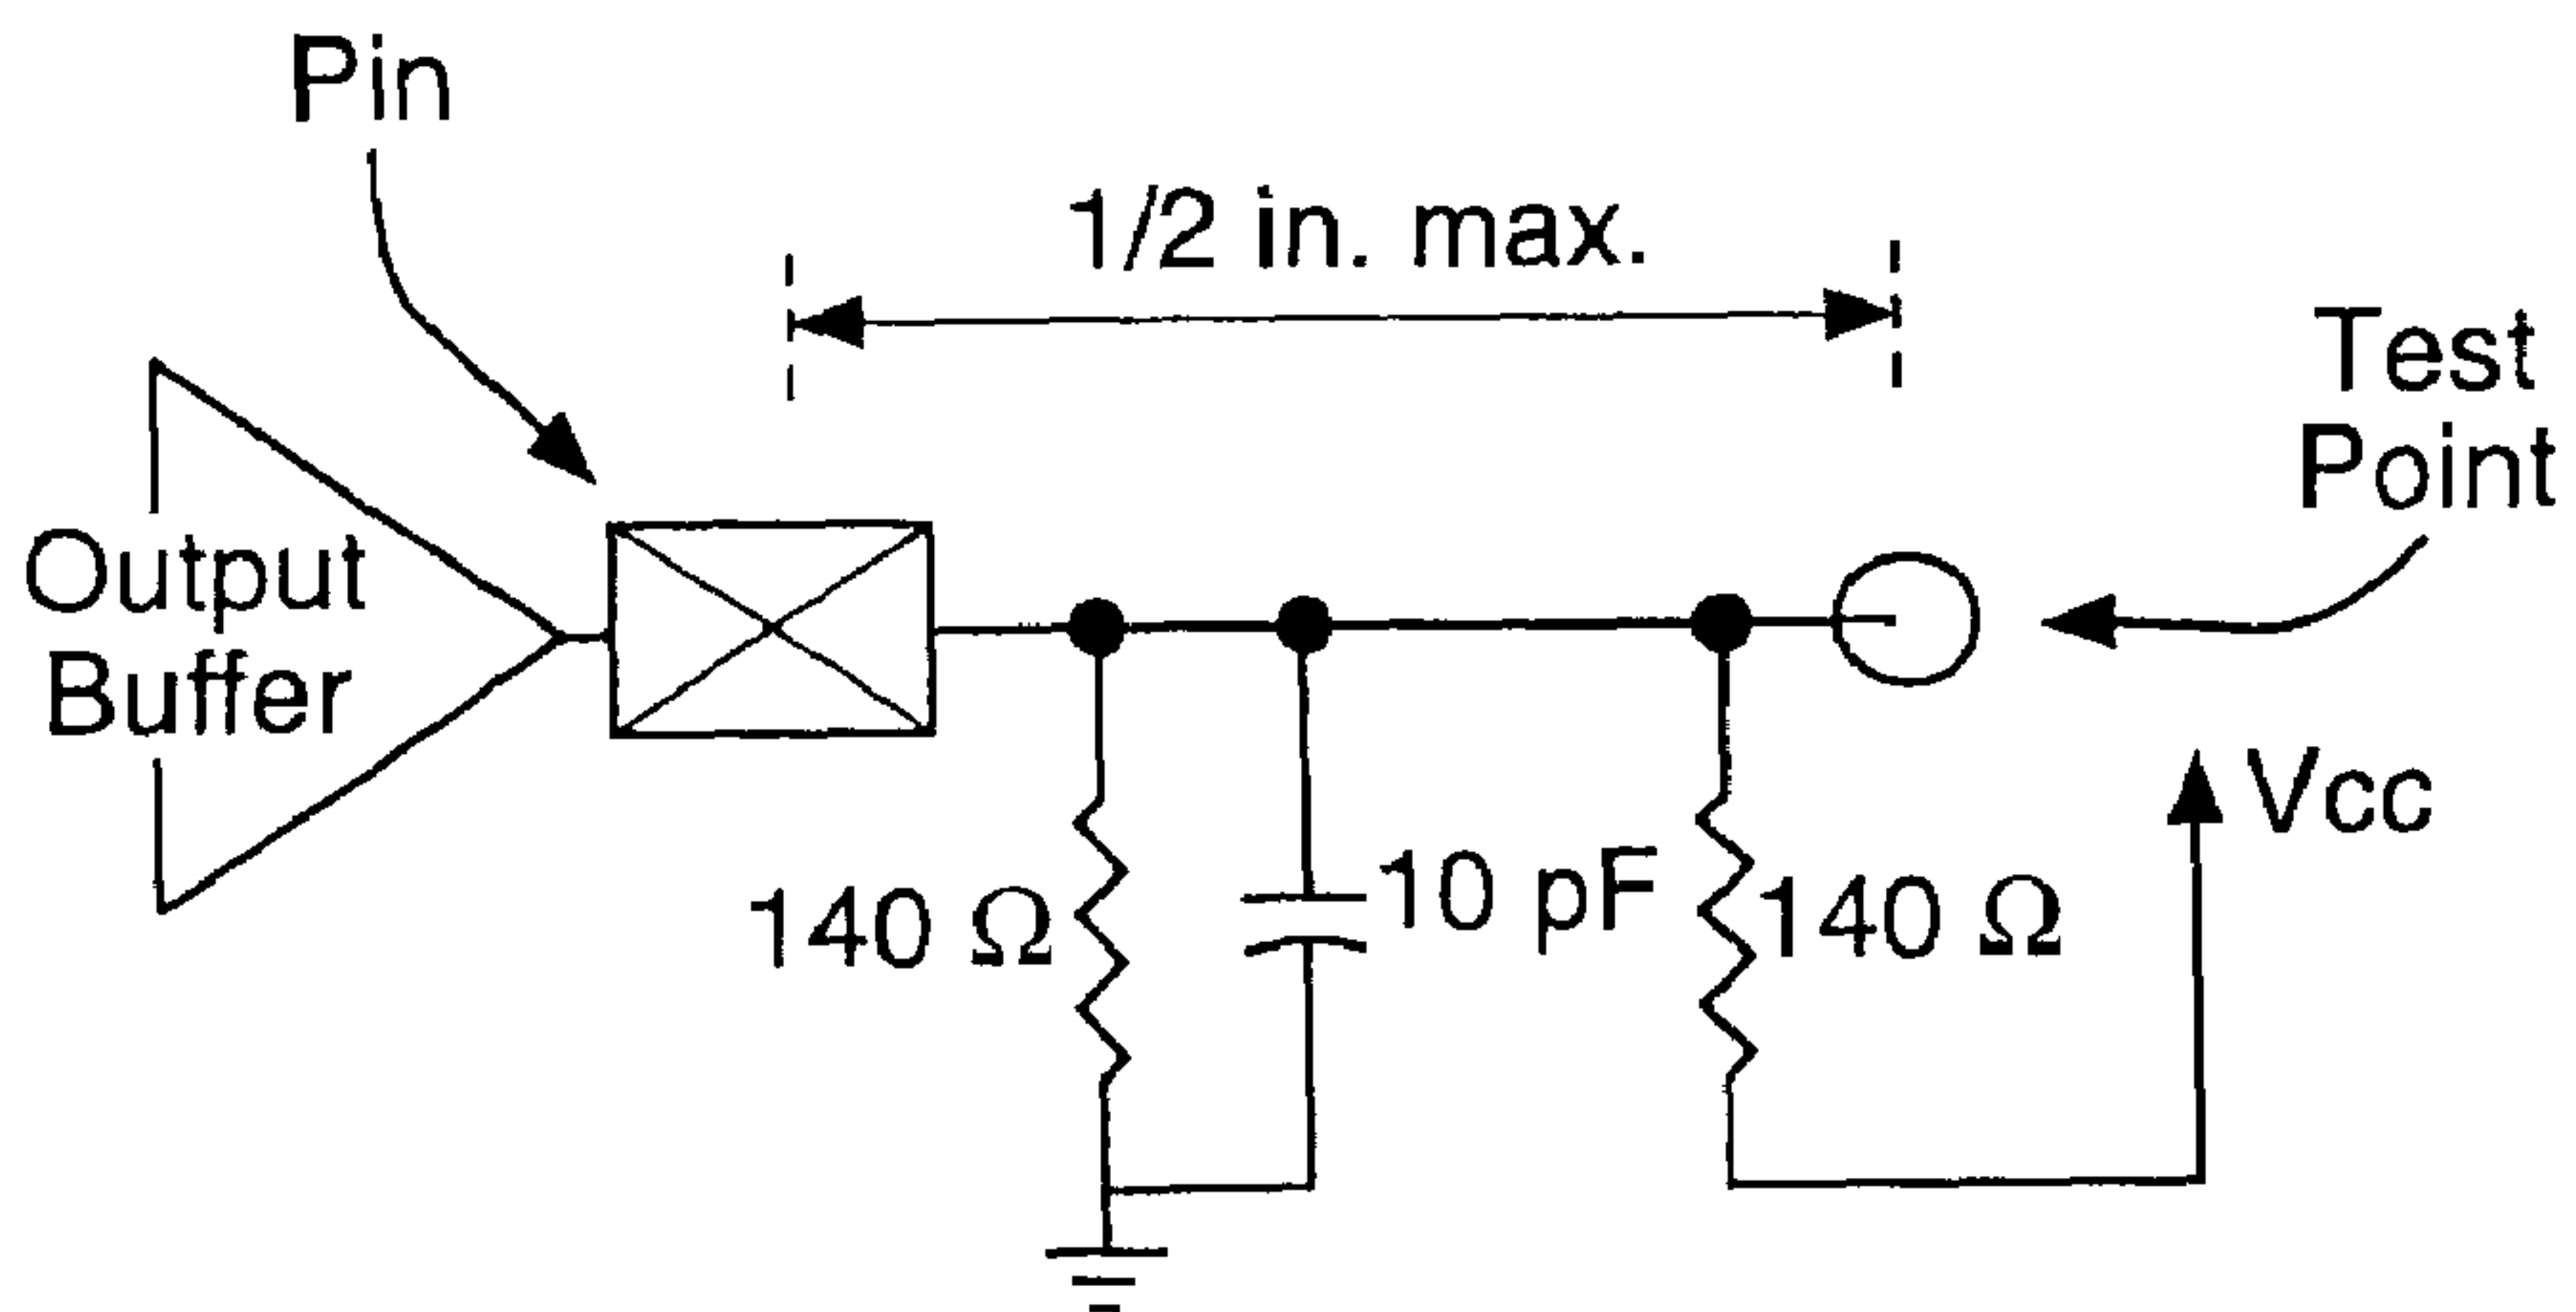 Pin
1/2 in. max.
Test
Point
Output
Buffer
Vcc
140 Ω
10 pF
140 Ω